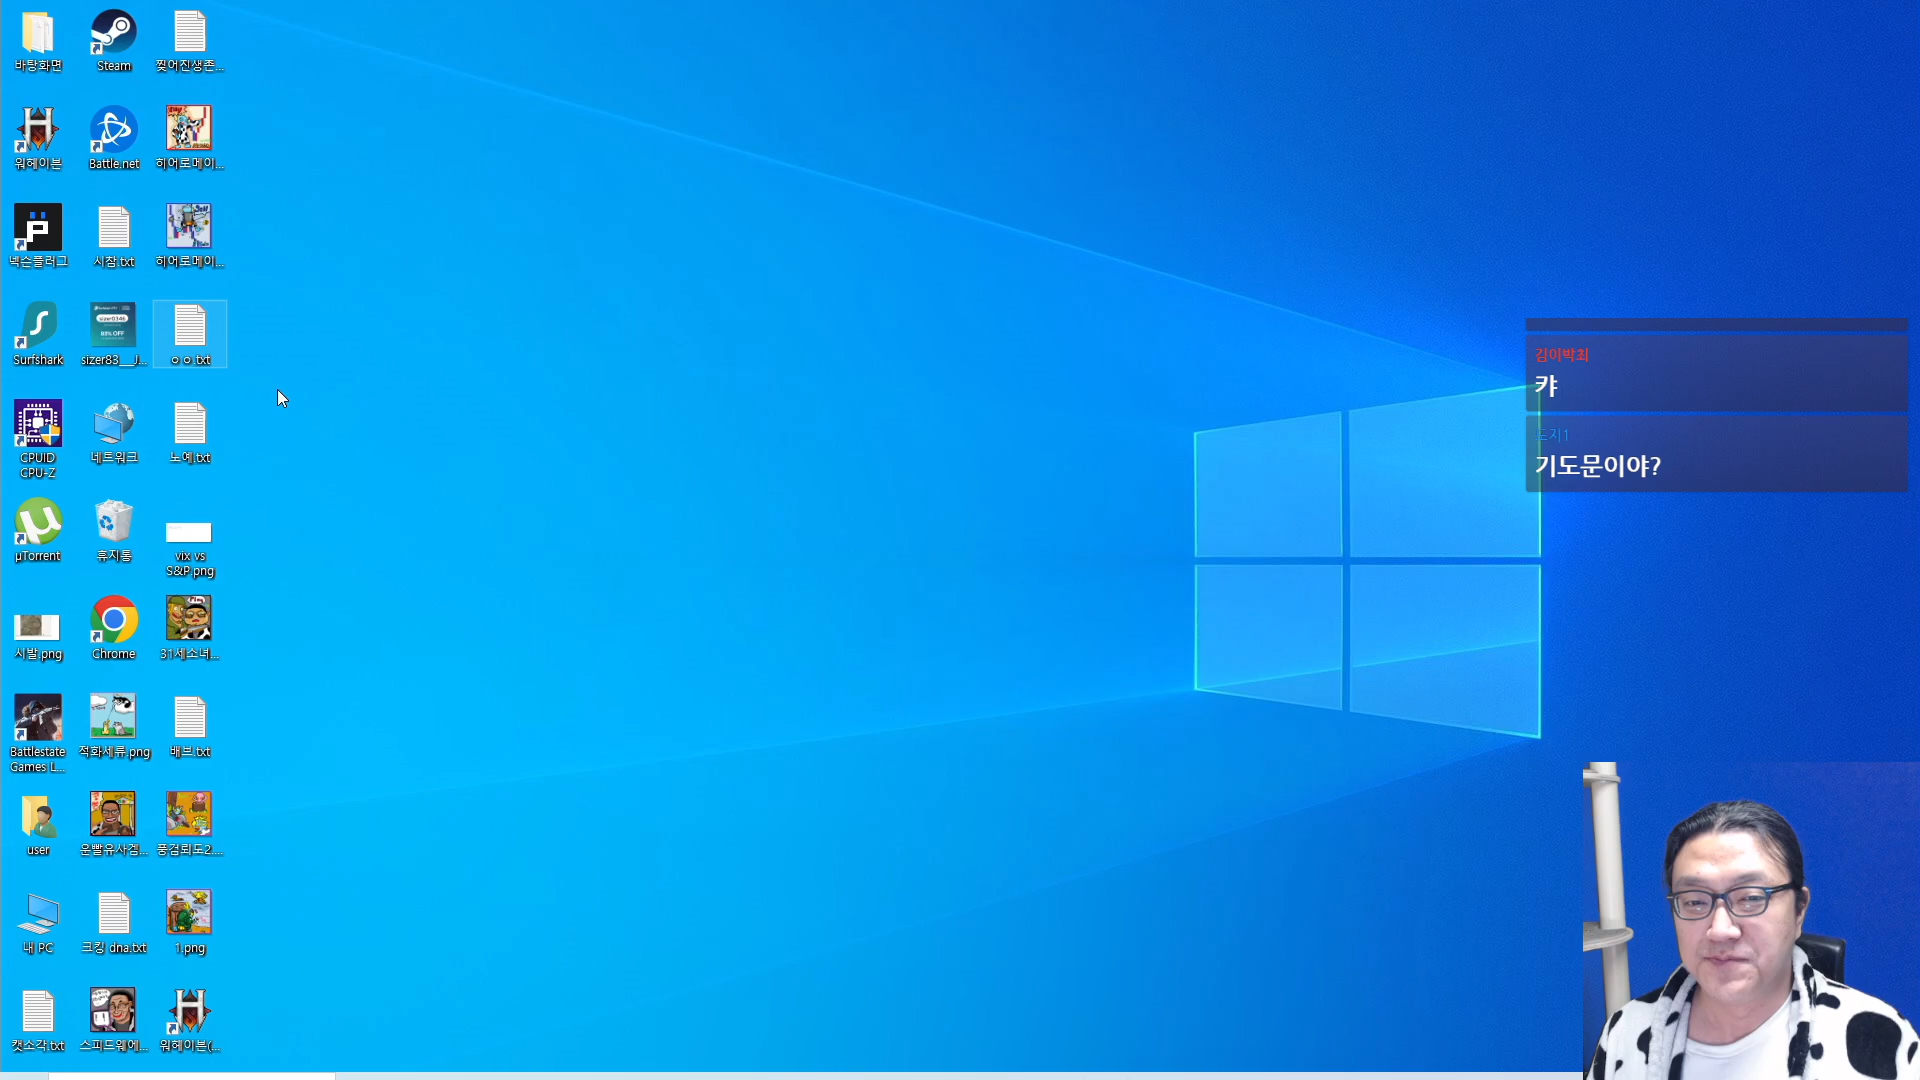 바탕화면
Steam
찢어진생존...
워헤이븐
Battle.net
히어로메이...
넥슨플러그
시참.txt
히어로메이...
Surfshark
sizer83__J...
ㅇㅇ.txt
CPUID
CPU-Z
네트워크
노예.txt
µTorrent
휴지통
vix vs
S&P.png
시발.png
Chrome
31세소녀...
Battlestate
Games L...
적화세류.png
배브.txt
user
운빨유사겜...
풍검뢰도2....
내 PC
크킹 dna.txt
1.png
캣소각.txt
스피드웨에...
워헤이븐(...
김이박최
캬
도지1
기도문이야?